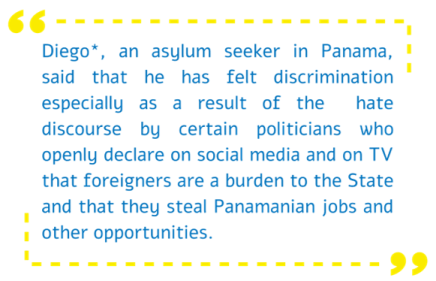 Diego*, an asylum seeker in Panama,
said that he has felt discrimination
especially as a result of the hate
discourse by certain politicians who
openly declare on social media and on TV
that foreigners are a burden to the State
and that they steal Panamanian jobs and
other opportunities.